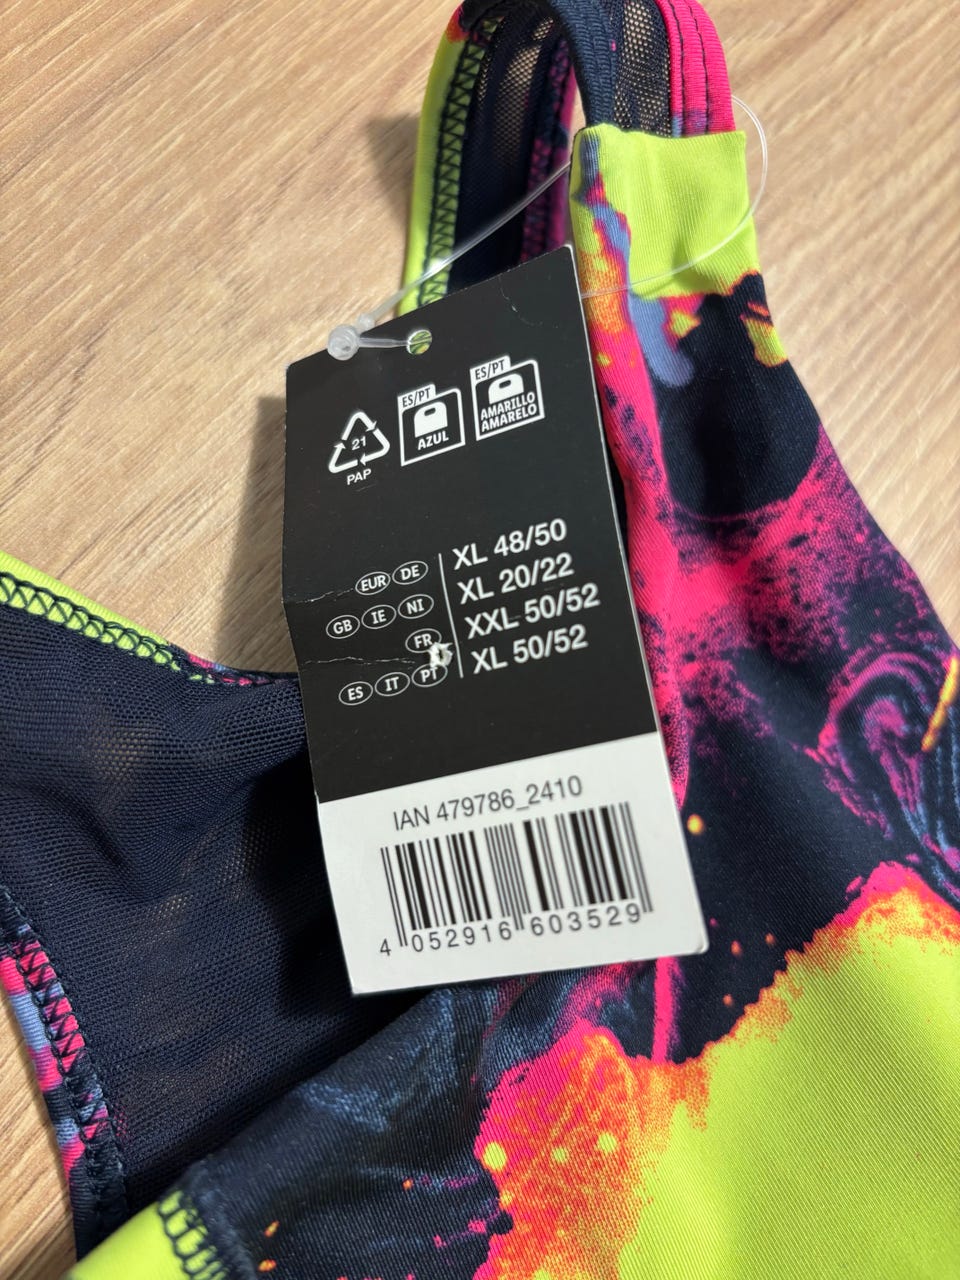 21
PAP
ES/PT
AZUL
ES/PT
AMARILLO
AMARELO
EUR DE XL 48/50
GB IE NI XL 20/22
FR XXL 50/52
ES IT PT XL 50/52
IAN 479786_2410
4 052916 603529